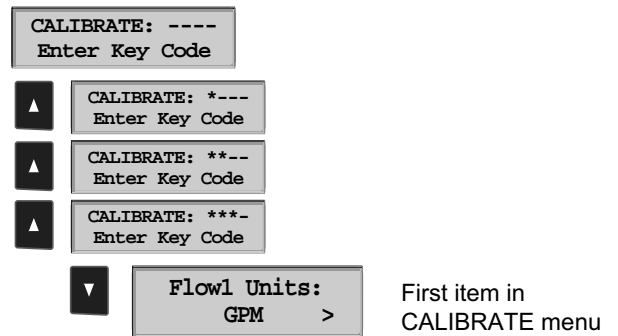 CALIBRATE: ----
Enter Key Code
CALIBRATE: *---
Enter Key Code
CALIBRATE: **--
Enter Key Code
CALIBRATE: ***-
Enter Key Code
Flow1 Units:
GPM >
First item in
CALIBRATE menu